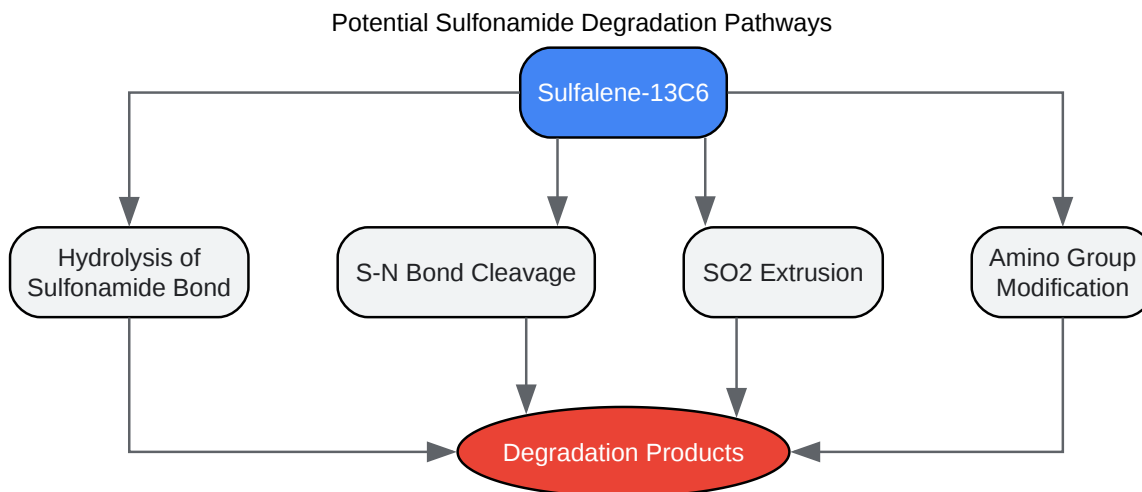 Potential Sulfonamide Degradation Pathways
Sulfalene-13C6
Hydrolysis of
Sulfonamide Bond
S-N Bond Cleavage
SO2 Extrusion
Amino Group
Modification
Degradation Products